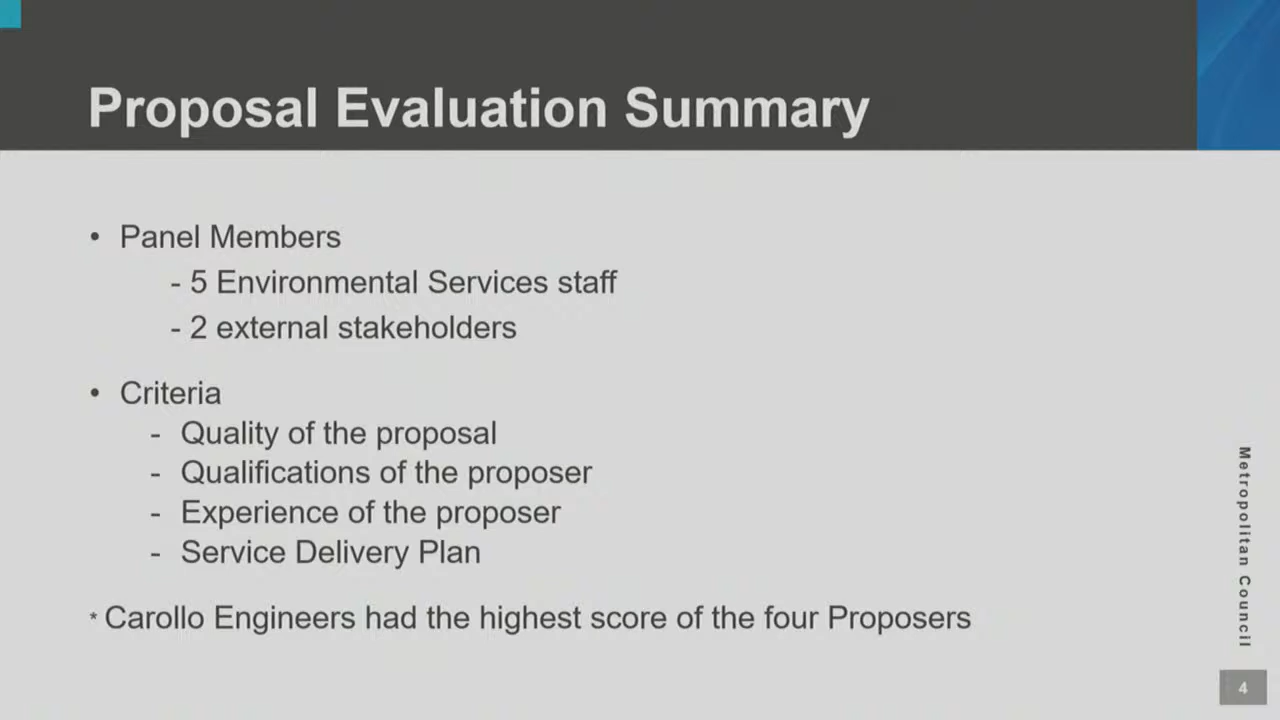 Proposal Evaluation Summary
• Panel Members
- 5 Environmental Services staff
- 2 external stakeholders
• Criteria
- Quality of the proposal
- Qualifications of the proposer
- Experience of the proposer
- Service Delivery Plan
* Carollo Engineers had the highest score of the four Proposers
Metropolitan Council
4